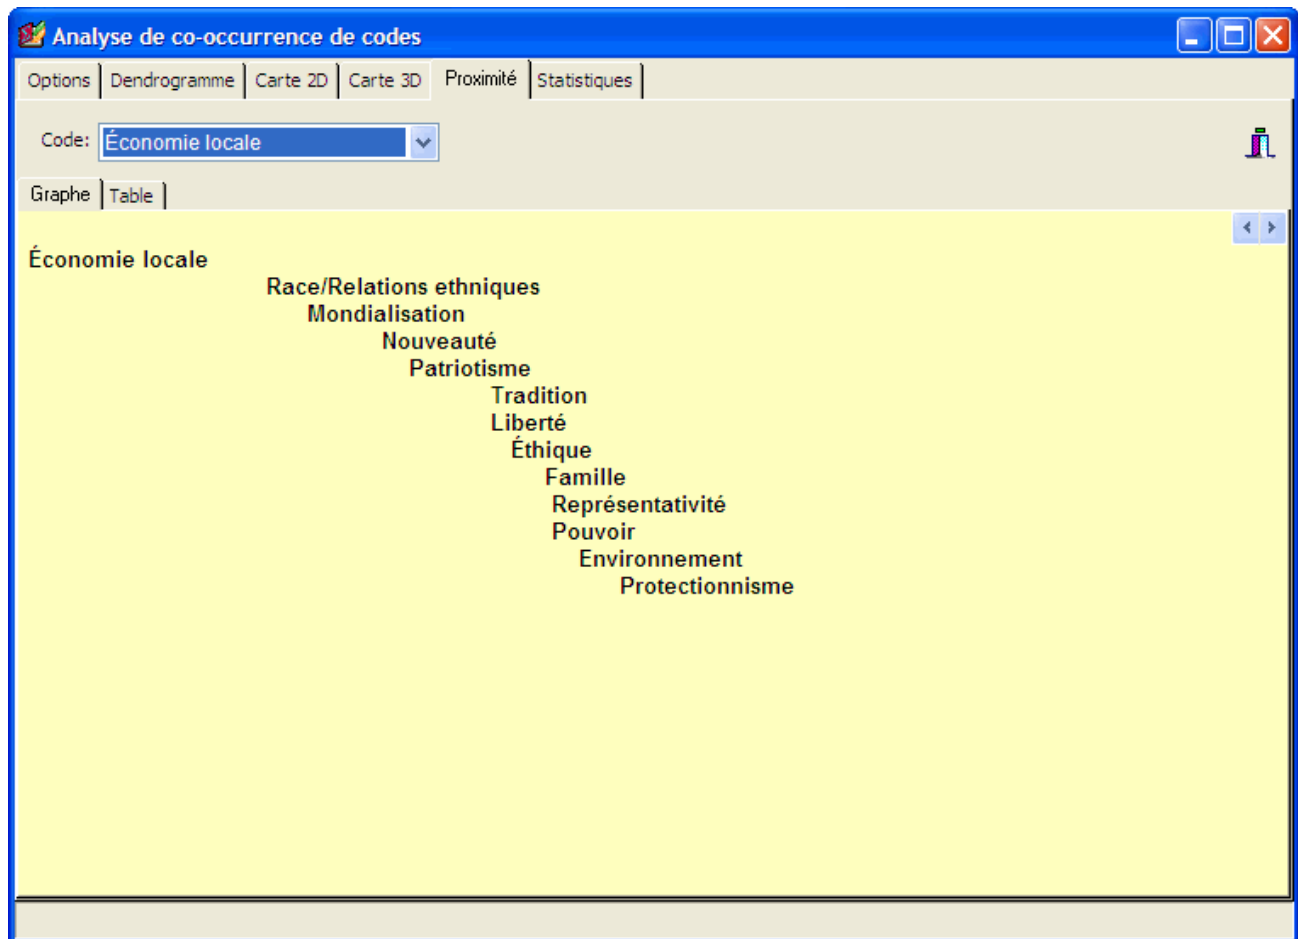 Analyse de co-occurrence de codes
Options Dendrogramme Carte 2D Carte 3D Proximité Statistiques
Code: Économie locale
Graphe Table
Économie locale
Race/Relations ethniques
Mondialisation
Nouveauté
Patriotisme
Tradition
Liberté
Éthique
Famille
Représentativité
Pouvoir
Environnement
Protectionnisme